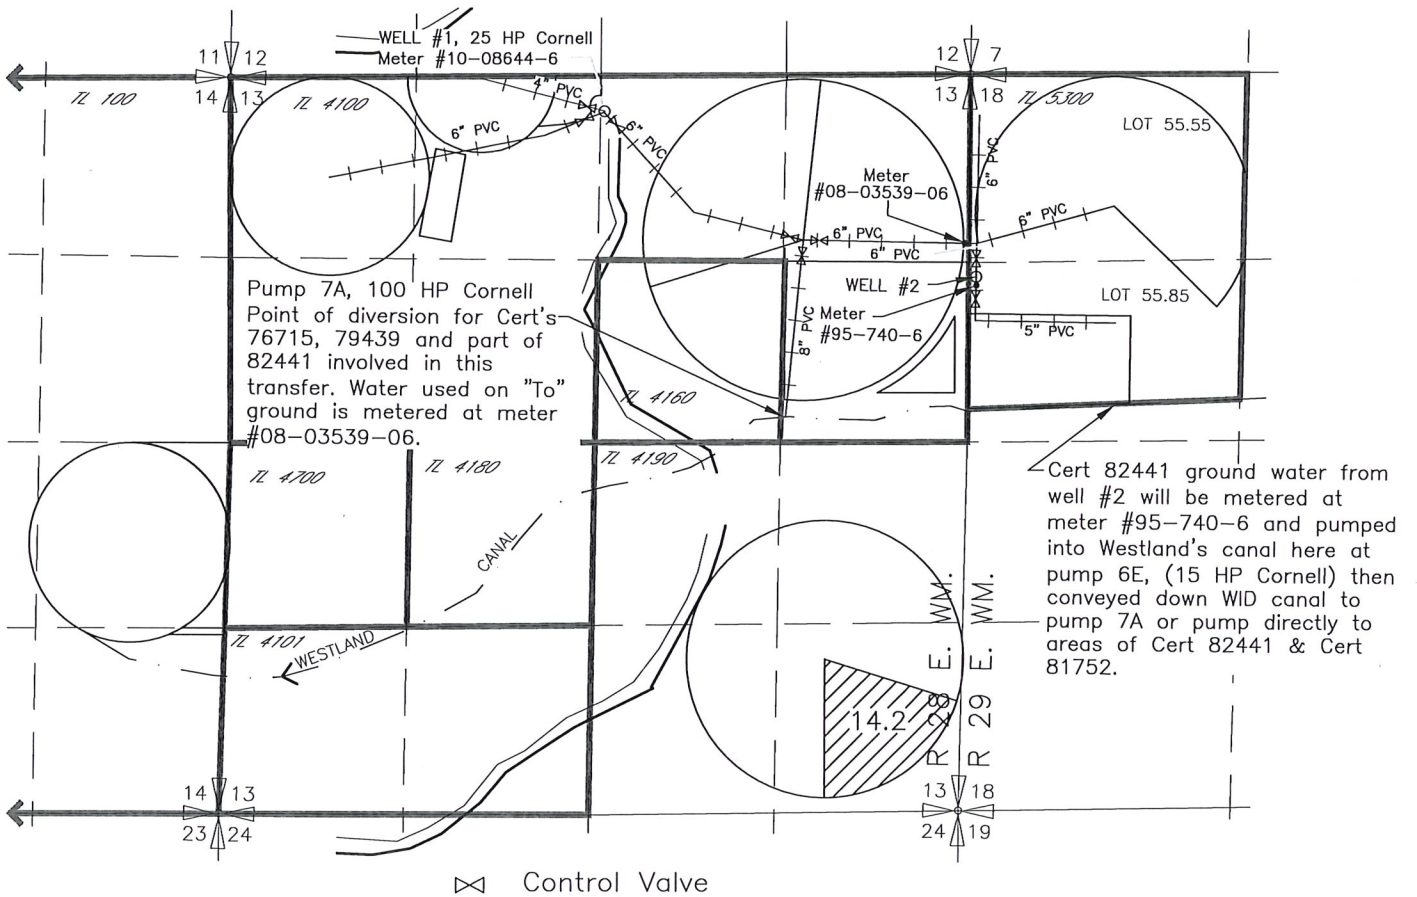 WELL #1, 25 HP Cornell
Meter #10-08644-6
11 12
14 13
12 7
13 18
TL 100
TL 4100
4" PVC
6" PVC
6" PVC
TL 5300
LOT 55.55
6" PVC
Meter
#08-03539-06
6" PVC
6" PVC
6" PVC
WELL #2
Meter
#95-740-6
8" PVC
LOT 55.85
5" PVC
Pump 7A, 100 HP Cornell
Point of diversion for Cert's
76715, 79439 and part of
82441 involved in this
transfer. Water used on "To"
ground is metered at meter
#08-03539-06.
TL 4160
TL 4190
TL 4180
TL 4700
CANAL
WESTLAND
TL 4101
Cert 82441 ground water from
well #2 will be metered at
meter #95-740-6 and pumped
into Westland's canal here at
pump 6E, (15 HP Cornell) then
conveyed down WID canal to
pump 7A or pump directly to
areas of Cert 82441 & Cert
81752.
14.2
R 28 E. WM.
R 29 E. WM.
14 13
23 24
13 18
24 19
Control Valve